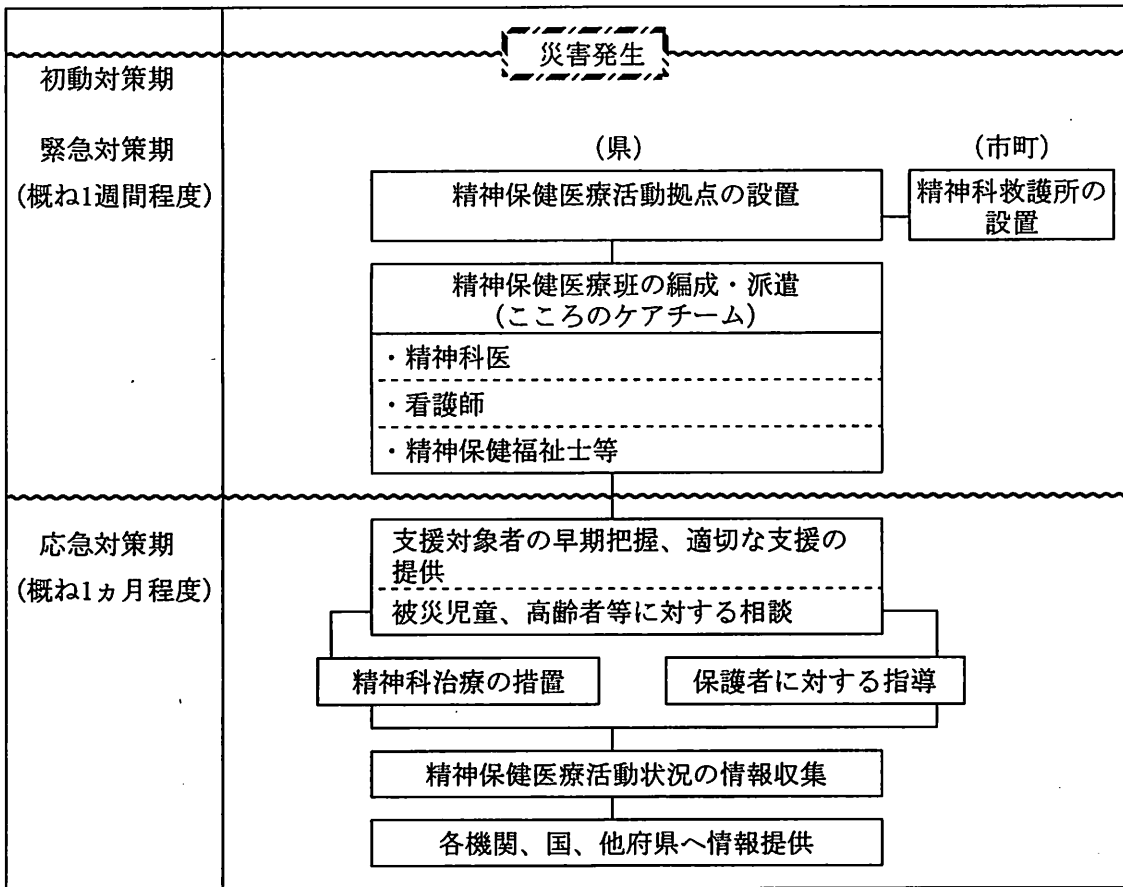 災害発生
初動対策期
緊急対策期
(概ね1週間程度)
(県)
(市町)
精神保健医療活動拠点の設置
精神科救護所の
設置
精神保健医療班の編成・派遣
(こころのケアチーム)
・精神科医
・看護師
・精神保健福祉士等
応急対策期
(概ね1ヵ月程度)
支援対象者の早期把握、適切な支援の
提供
被災児童、高齢者等に対する相談
精神科治療の措置
保護者に対する指導
精神保健医療活動状況の情報収集
各機関、国、他府県へ情報提供